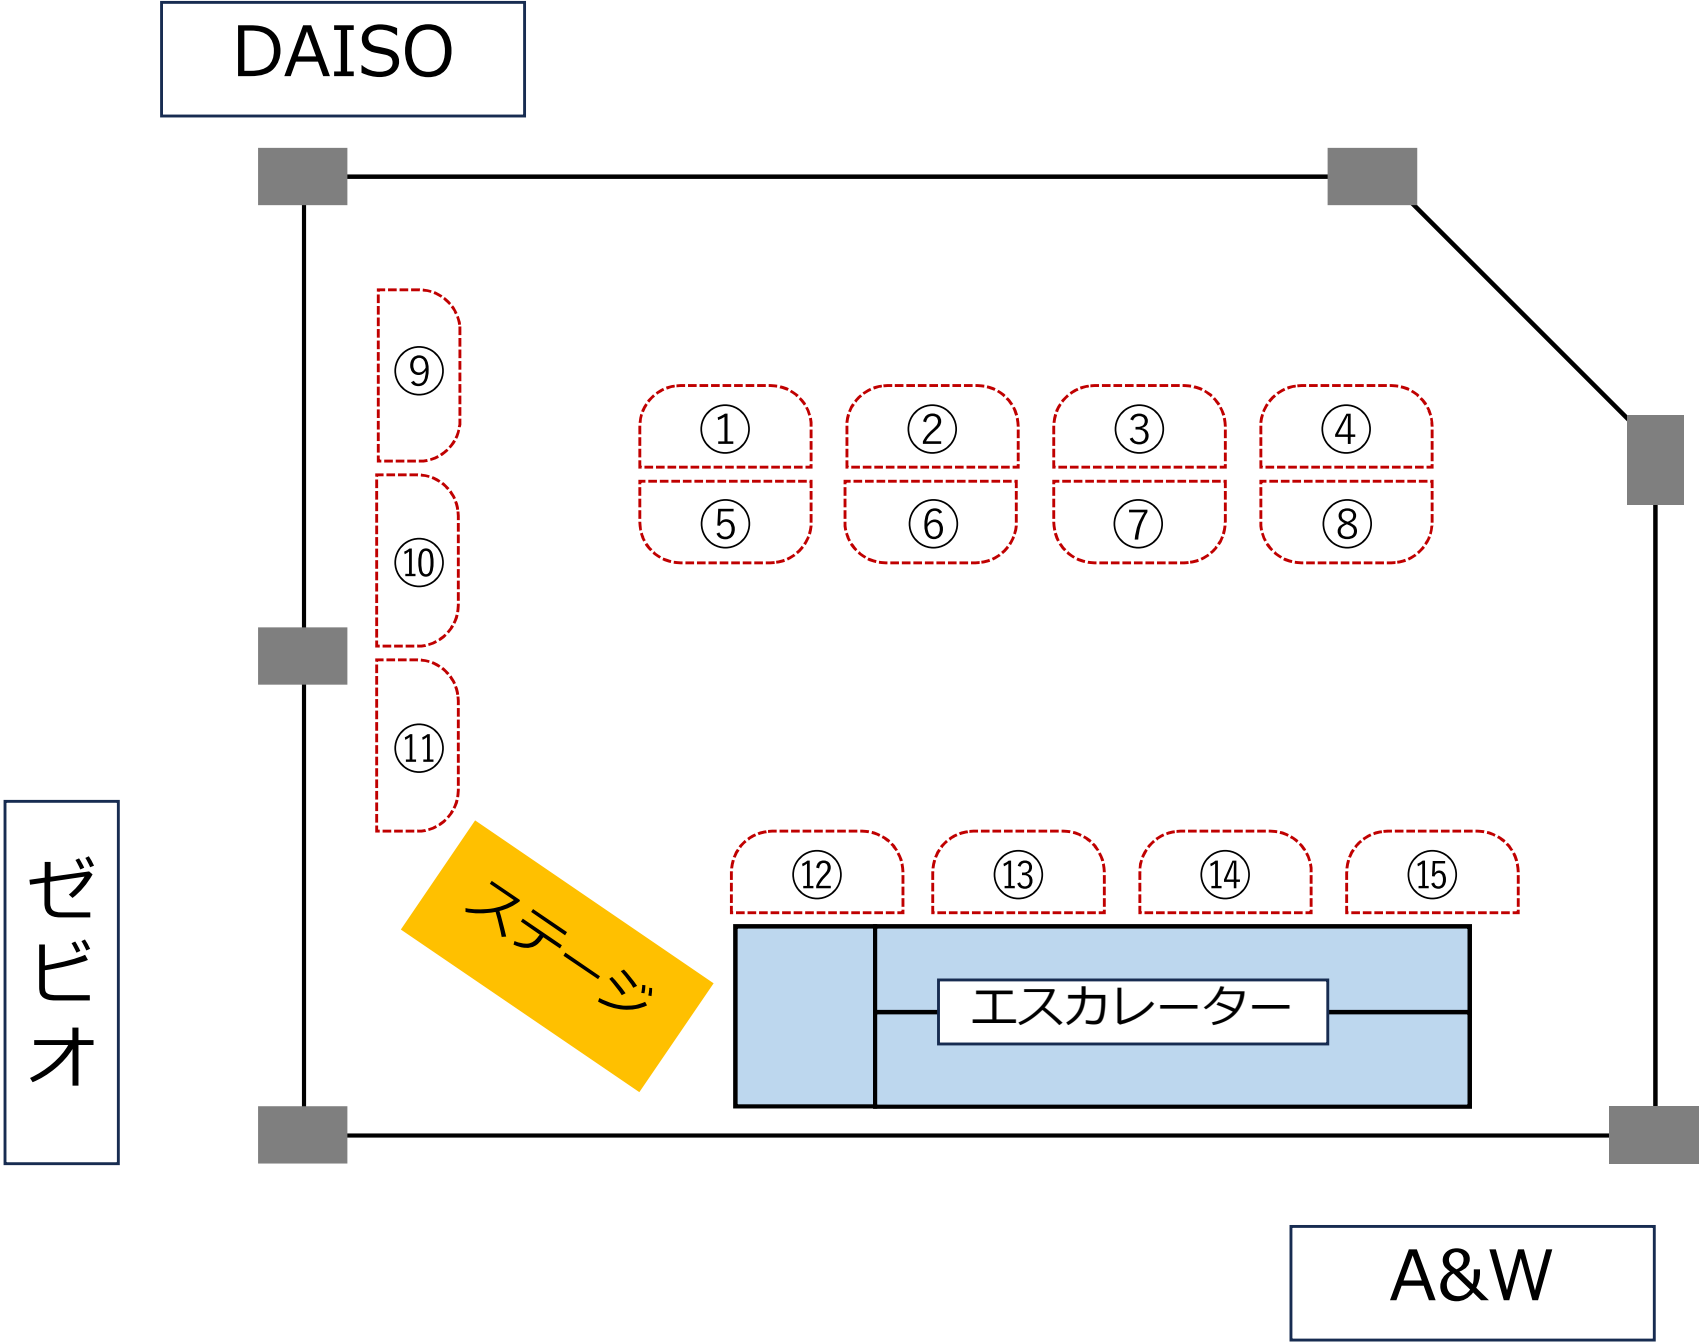 DAISO
⑨
① ② ③ ④
⑤ ⑥ ⑦ ⑧
⑩
⑪
ゼビオ
ステージ
⑫ ⑬ ⑭ ⑮
エスカレーター
A&W